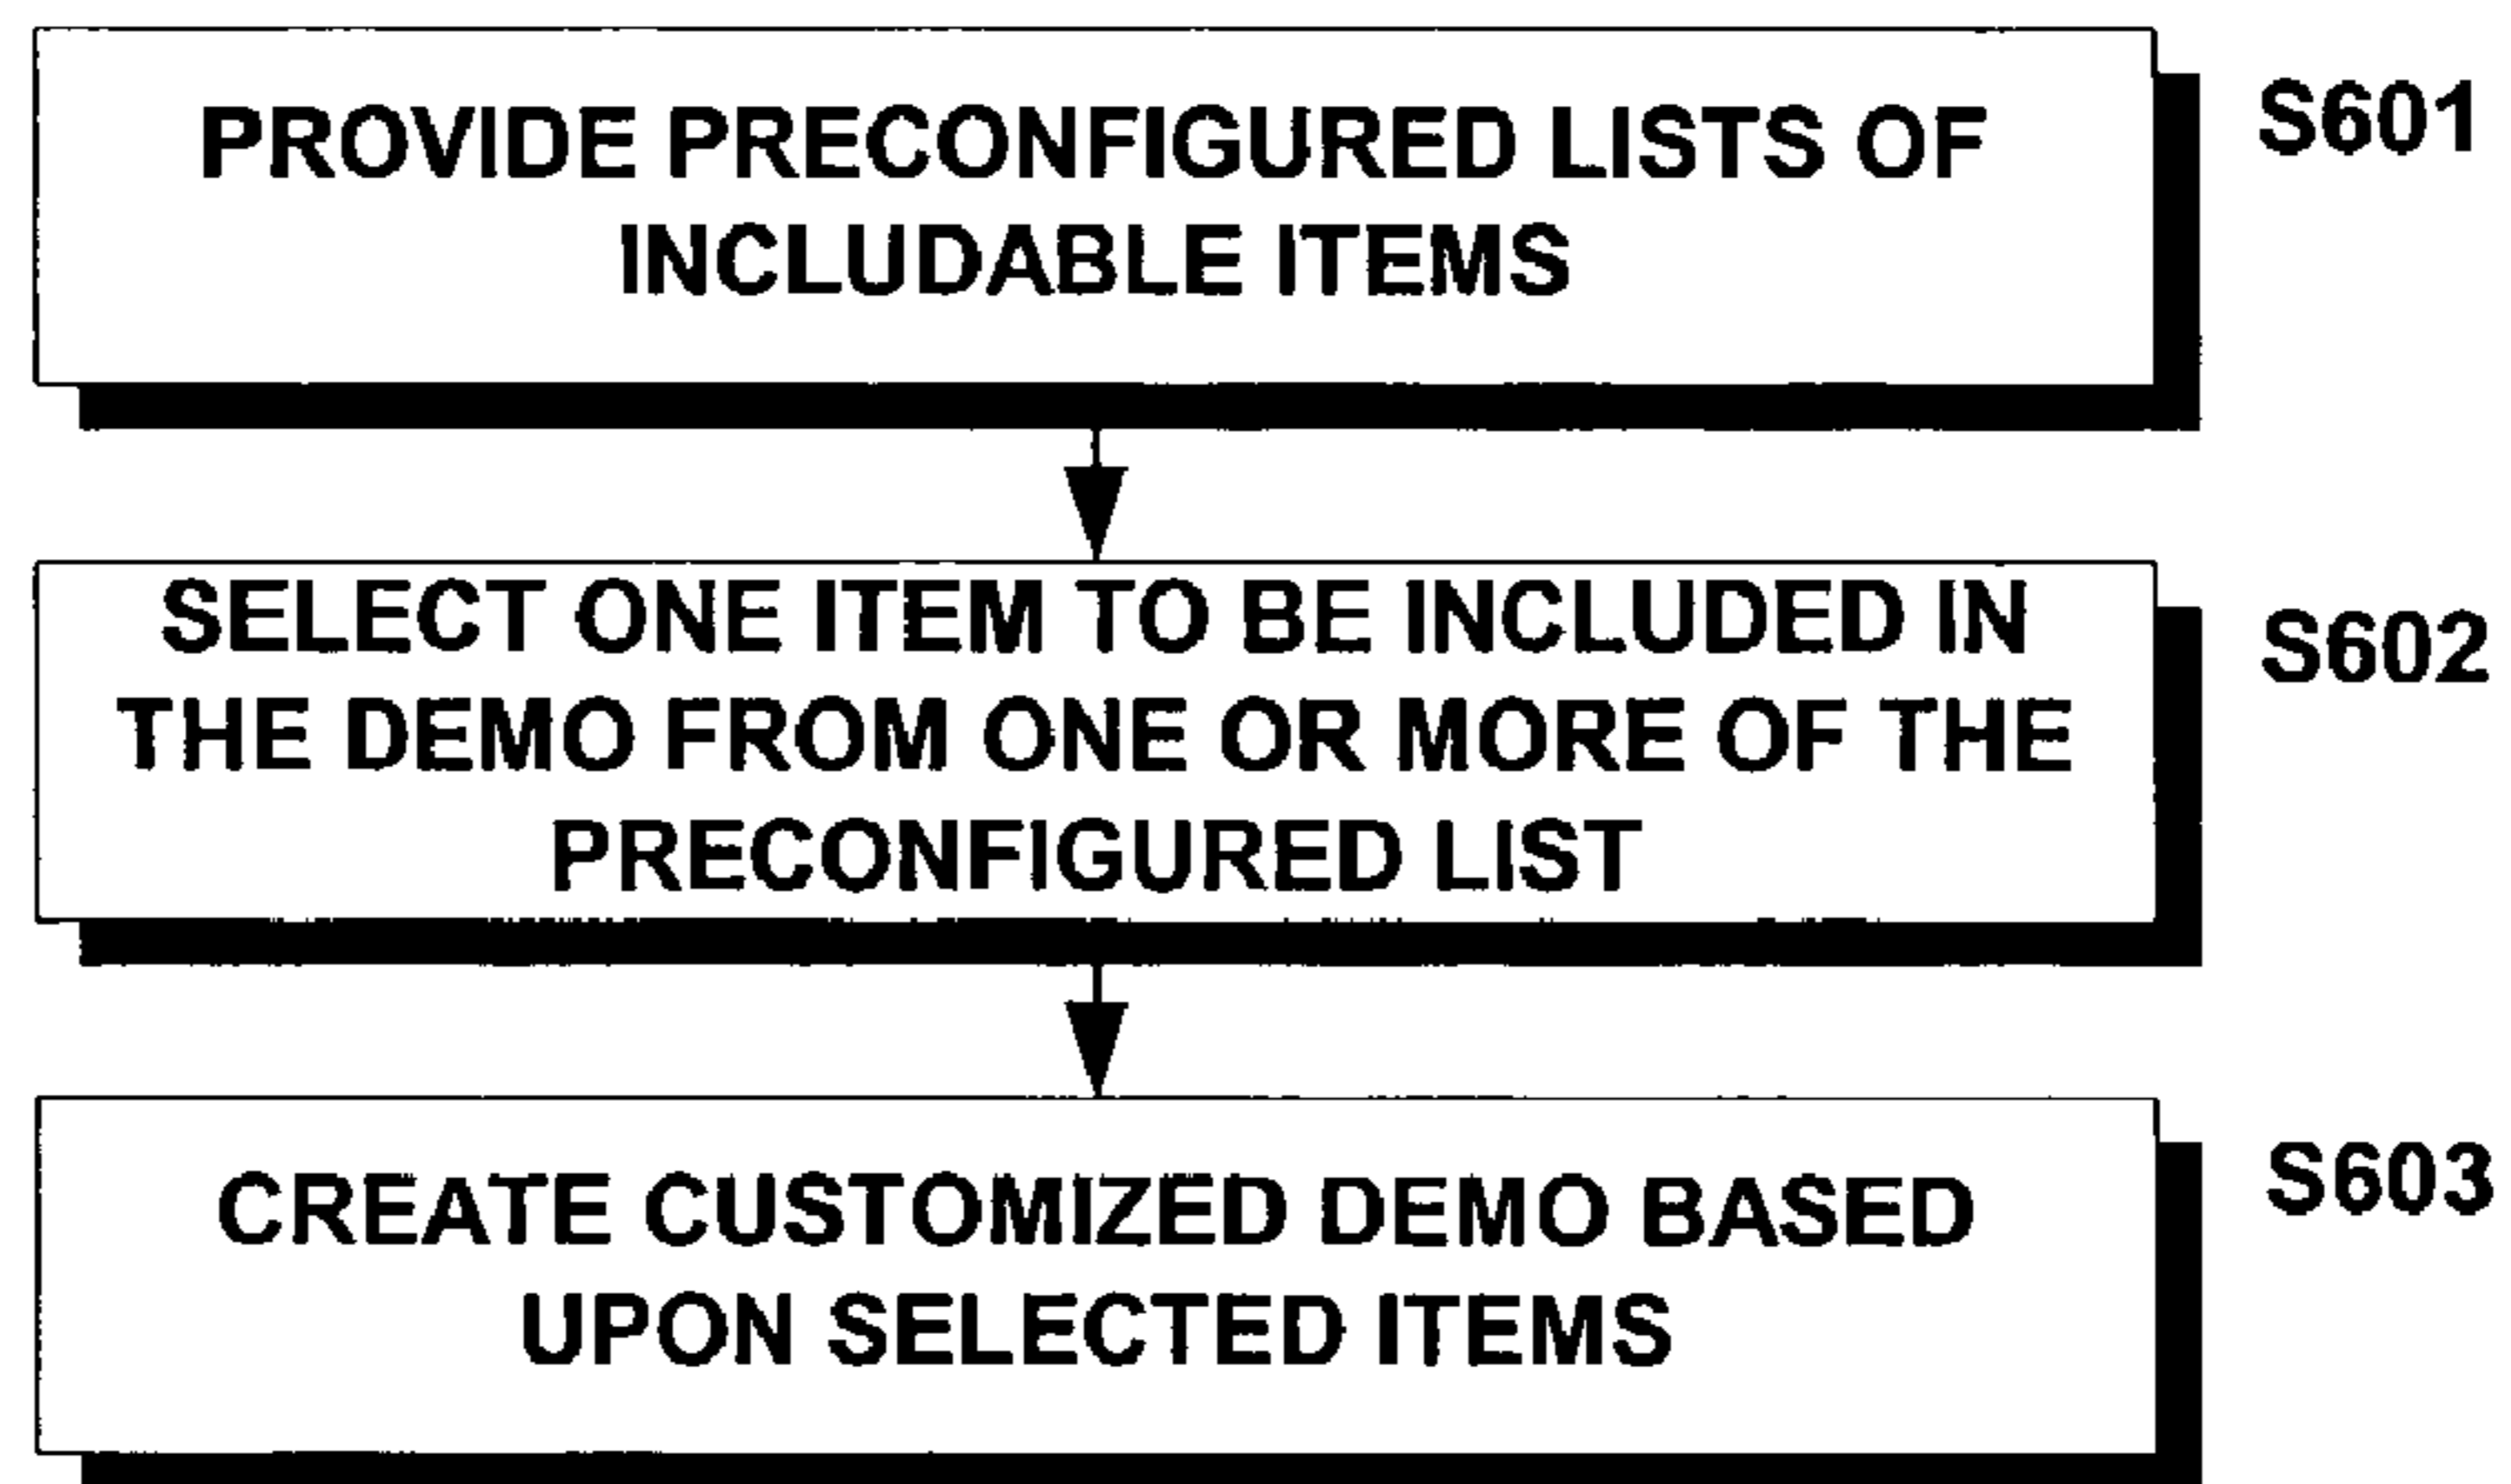 PROVIDE PRECONFIGURED LISTS OF
INCLUDABLE ITEMS
S601
SELECT ONE ITEM TO BE INCLUDED IN
THE DEMO FROM ONE OR MORE OF THE
PRECONFIGURED LIST
S602
CREATE CUSTOMIZED DEMO BASED
UPON SELECTED ITEMS
S603